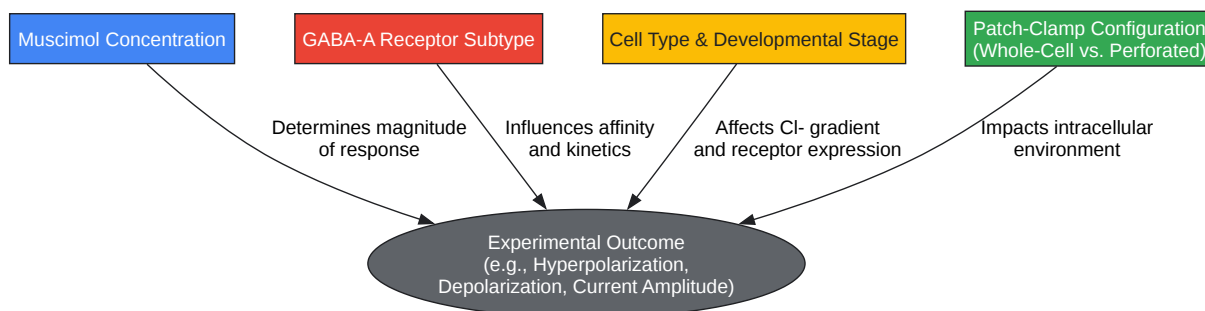 Muscimol Concentration
GABA-A Receptor Subtype
Cell Type & Developmental Stage
Patch-Clamp Configuration
(Whole-Cell vs. Perforated)
Determines magnitude
of response
Influences affinity
and kinetics
Affects Cl- gradient
and receptor expression
Impacts intracellular
environment
Experimental Outcome
(e.g., Hyperpolarization,
Depolarization, Current Amplitude)